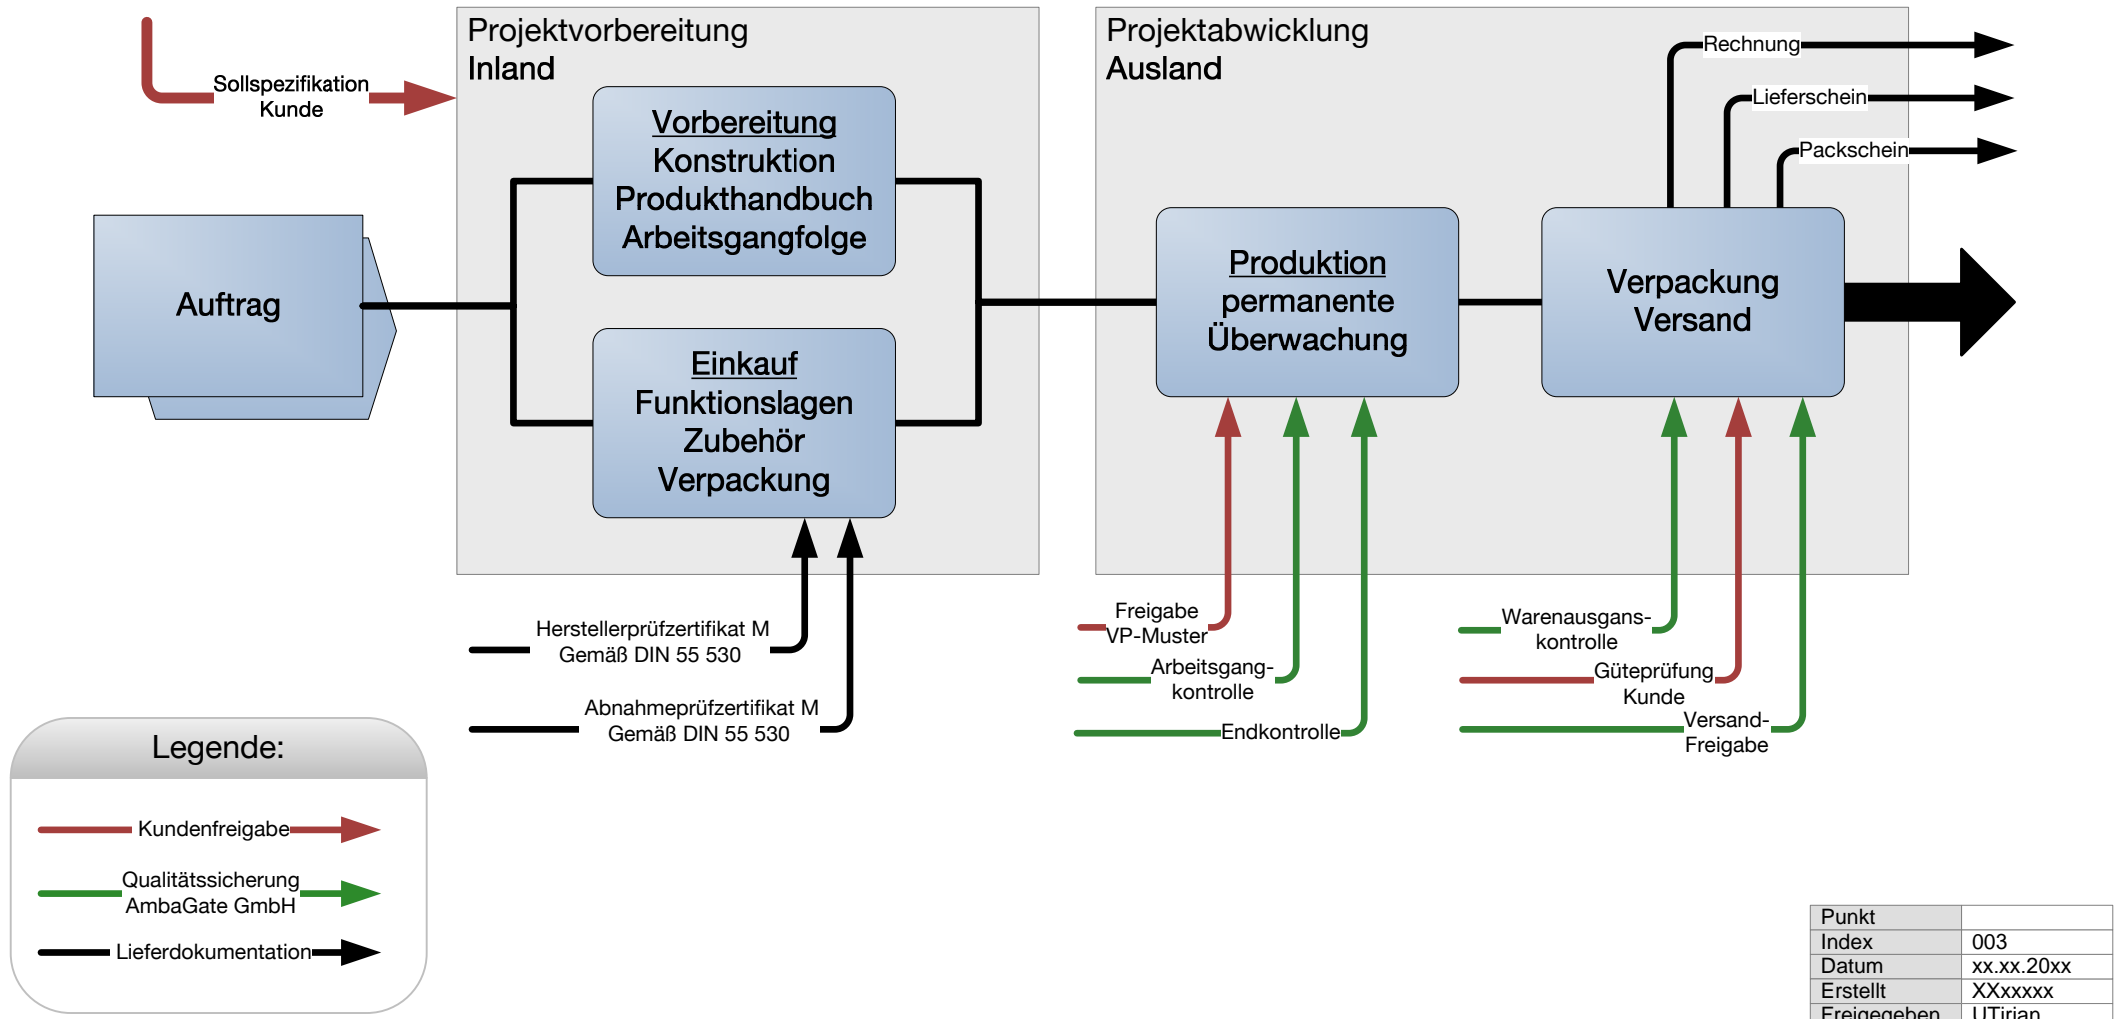 Sollspezifikation
Kunde
Projektvorbereitung
Inland
Vorbereitung
Konstruktion
Produkthandbuch
Arbeitsgangfolge
Auftrag
Einkauf
Funktionslagen
Zubehör
Verpackung
Herstellerprüfzertifikat M
Gemäß DIN 55 530
Abnahmeprüfzertifikat M
Gemäß DIN 55 530
Projektabwicklung
Ausland
Rechnung
Lieferschein
Packschein
Produktion
permanente
Überwachung
Verpackung
Versand
Freigabe
VP-Muster
Arbeitsgang-
kontrolle
Endkontrolle
Warenausgans-
kontrolle
Güteprüfung
Kunde
Versand-
Freigabe
Legende:
Kundenfreigabe
Qualitätssicherung
AmbaGate GmbH
Lieferdokumentation
Punkt
Index 003
Datum xx.xx.20xx
Erstellt XXxxxxx
Freigegeben UTirjan